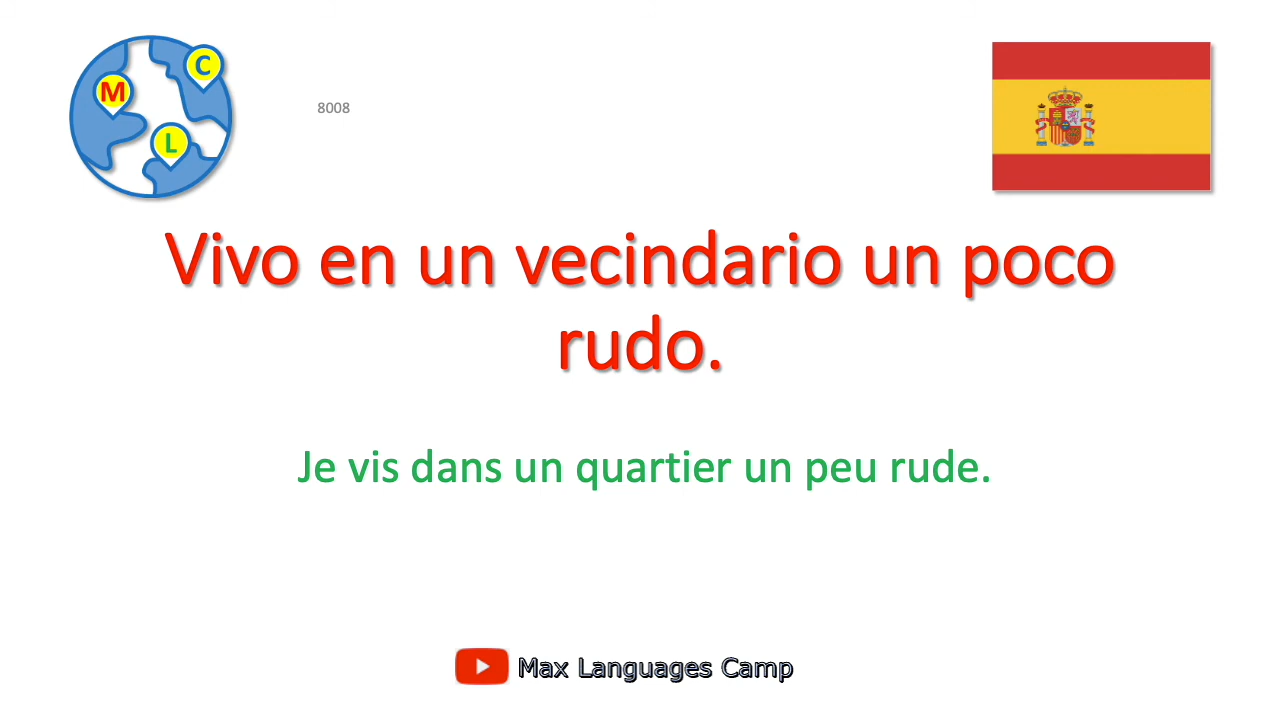 M
C
L
8008
Vivo en un vecindario un poco
rudo.
Je vis dans un quartier un peu rude.
Max Languages Camp